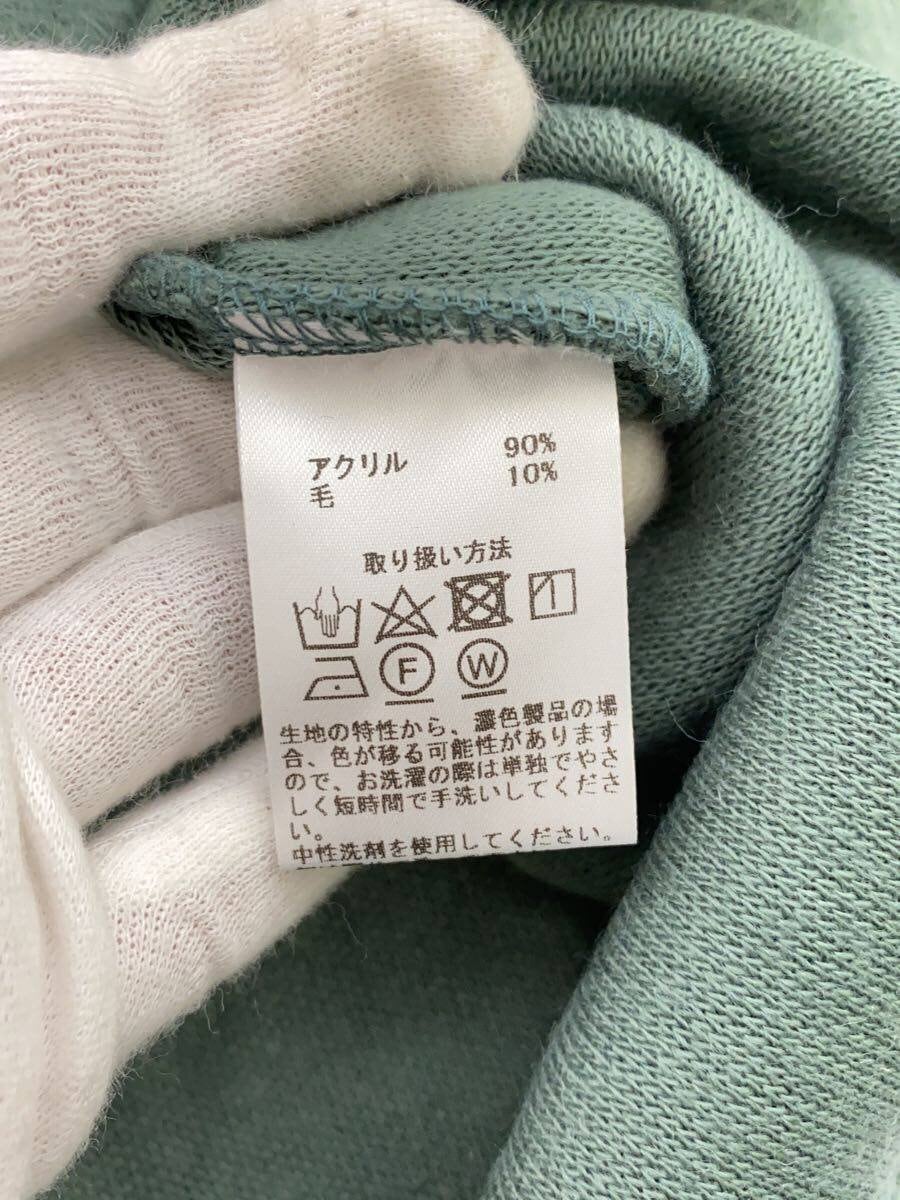 アクリル 90%
毛 10%
取り扱い方法
F W
生地の特性から、濃色製品の場
合、色が移る可能性があります
ので、お洗濯の際は単独でやさ
しく短時間で手洗いしてくださ
い。
中性洗剤を使用してください。